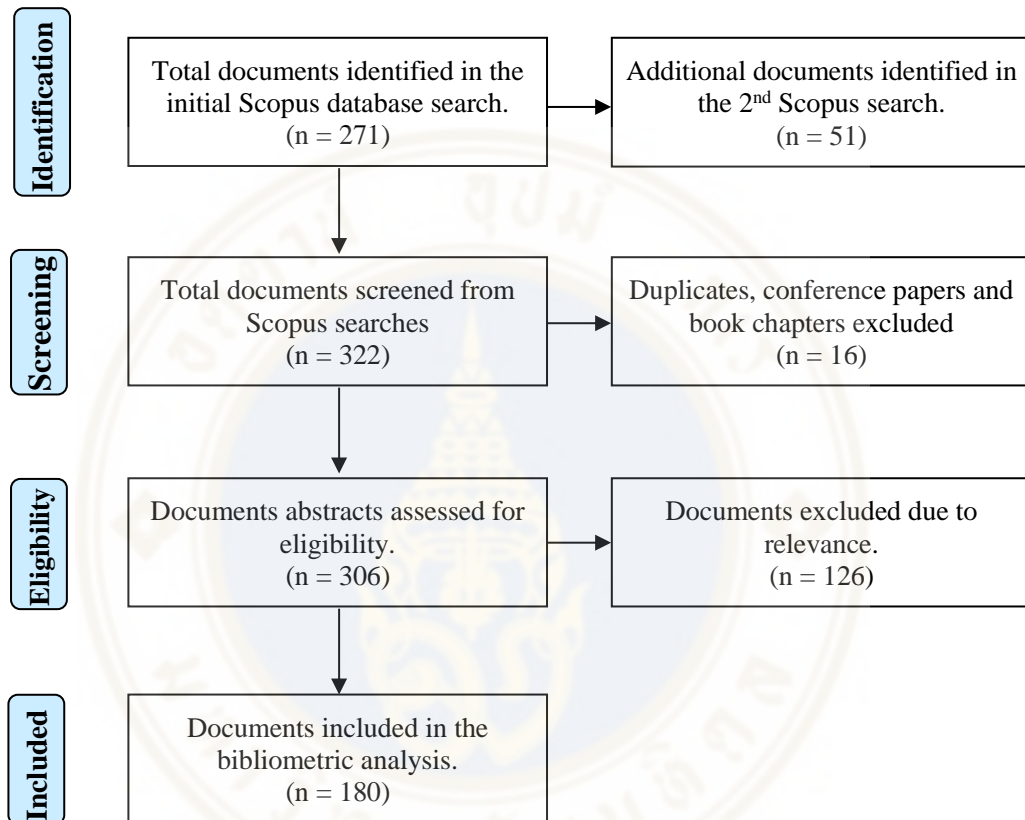 Identification
Total documents identified in the
initial Scopus database search.
(n = 271)
Additional documents identified in
the 2nd Scopus search.
(n = 51)
Screening
Total documents screened from
Scopus searches
(n = 322)
Duplicates, conference papers and
book chapters excluded
(n = 16)
Eligibility
Documents abstracts assessed for
eligibility.
(n = 306)
Documents excluded due to
relevance.
(n = 126)
Included
Documents included in the
bibliometric analysis.
(n = 180)